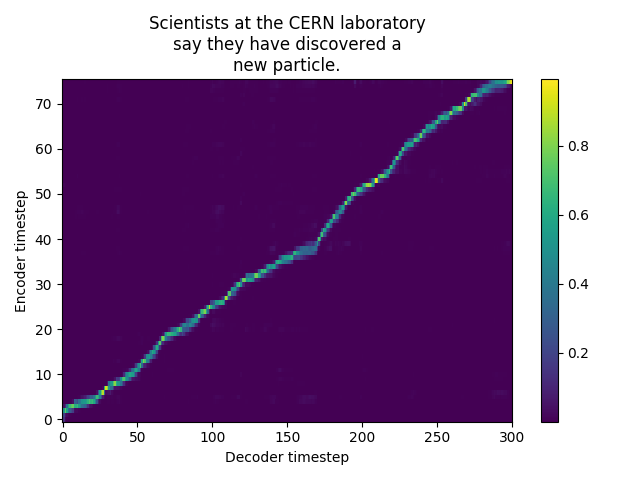 Scientists at the CERN laboratory
say they have discovered a
new particle.
70
60
50
40
30
20
10
0
Encoder timestep
0 50 100 150 200 250 300
Decoder timestep
0.8
0.6
0.4
0.2